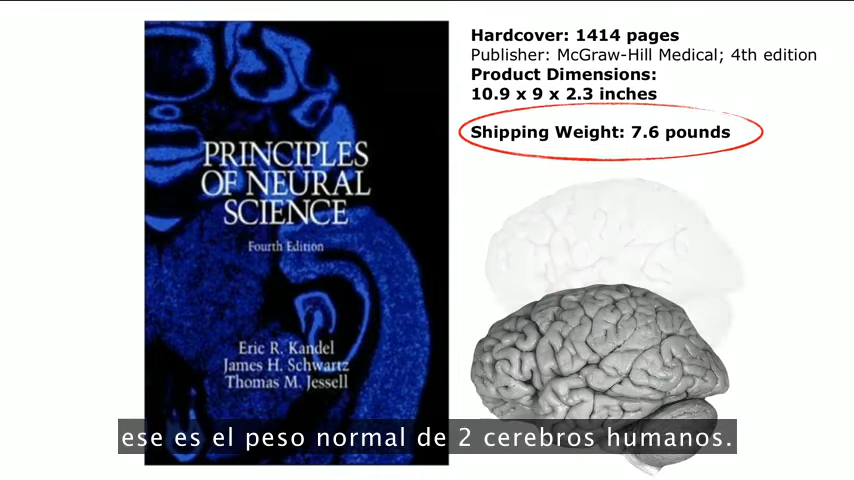 PRINCIPLES
OF NEURAL
SCIENCE
Fourth Edition
Eric R. Kandel
James H. Schwartz
Thomas M. Jessell
Hardcover: 1414 pages
Publisher: McGraw-Hill Medical; 4th edition
Product Dimensions:
10.9 x 9 x 2.3 inches
Shipping Weight: 7.6 pounds
ese es el peso normal de 2 cerebros humanos.